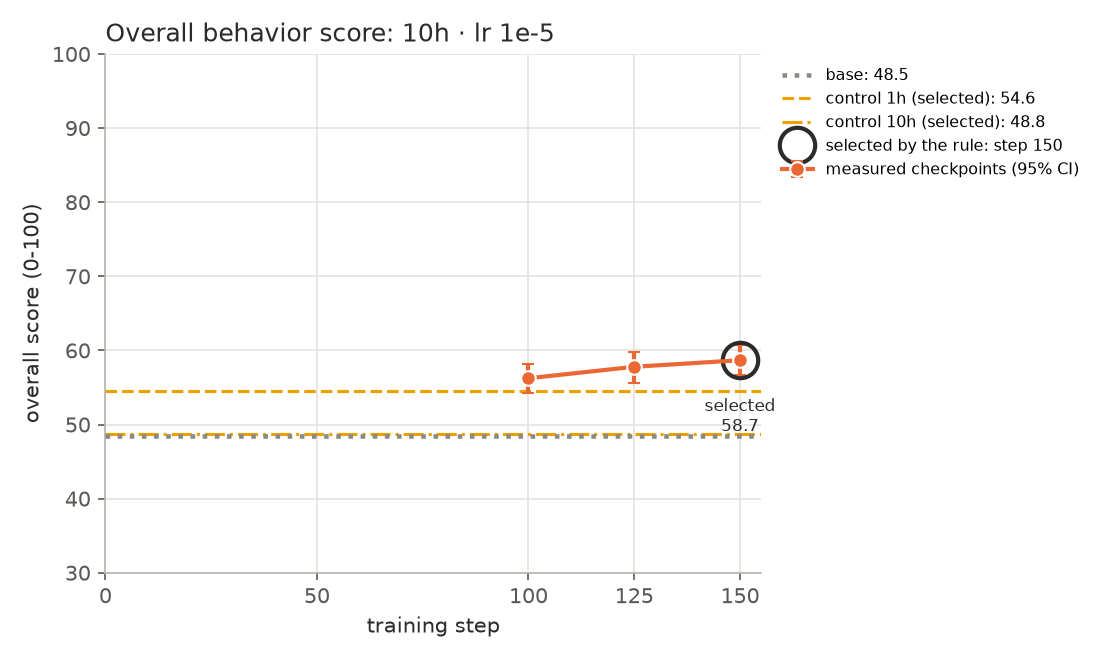 Overall behavior score: 10h · lr 1e-5
100
90
80
70
60
50
40
30
overall score (0-100)
0
50
100
125
150
training step
selected
58.7
base: 48.5
control 1h (selected): 54.6
control 10h (selected): 48.8
selected by the rule: step 150
measured checkpoints (95% CI)